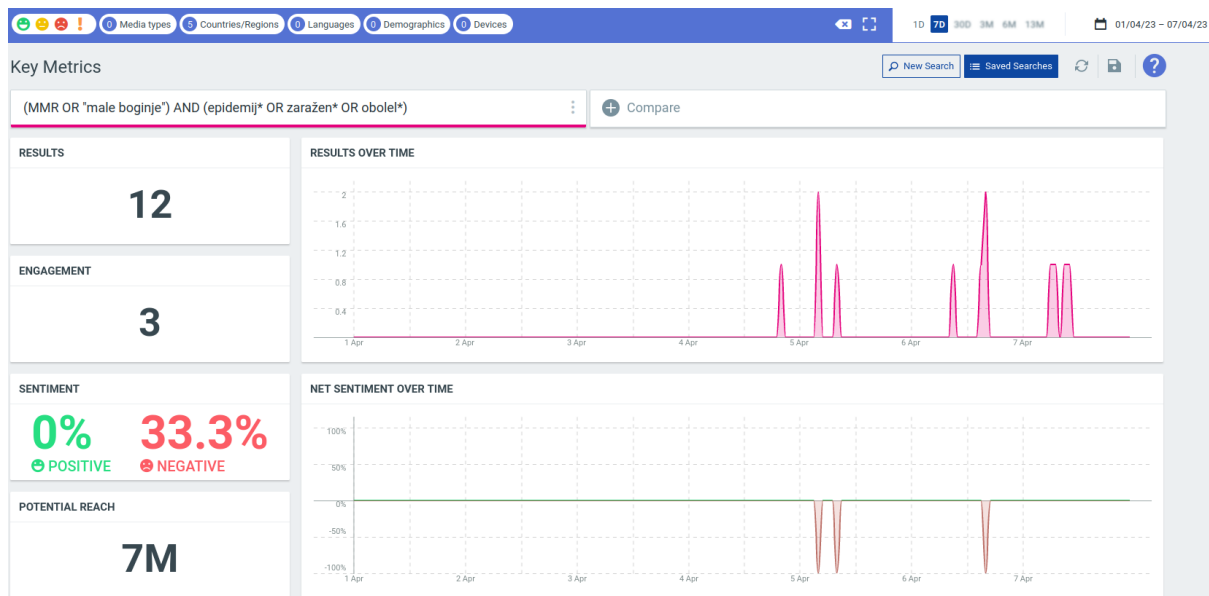 0 Media types 5 Countries/Regions 0 Languages 0 Demographics 0 Devices 1D 7D 30D 3M 6M 13M 01/04/23 – 07/04/23
Key Metrics New Search Saved Searches ?
(MMR OR "male boginje") AND (epidemij* OR zaražen* OR obolel*) Compare
RESULTS
12
ENGAGEMENT
3
SENTIMENT
0% 33.3%
POSITIVE NEGATIVE
POTENTIAL REACH
7M
RESULTS OVER TIME
2
1.6
1.2
0.8
0.4
1 Apr 2 Apr 3 Apr 4 Apr 5 Apr 6 Apr 7 Apr
NET SENTIMENT OVER TIME
100%
50%
0%
-50%
-100%
1 Apr 2 Apr 3 Apr 4 Apr 5 Apr 6 Apr 7 Apr